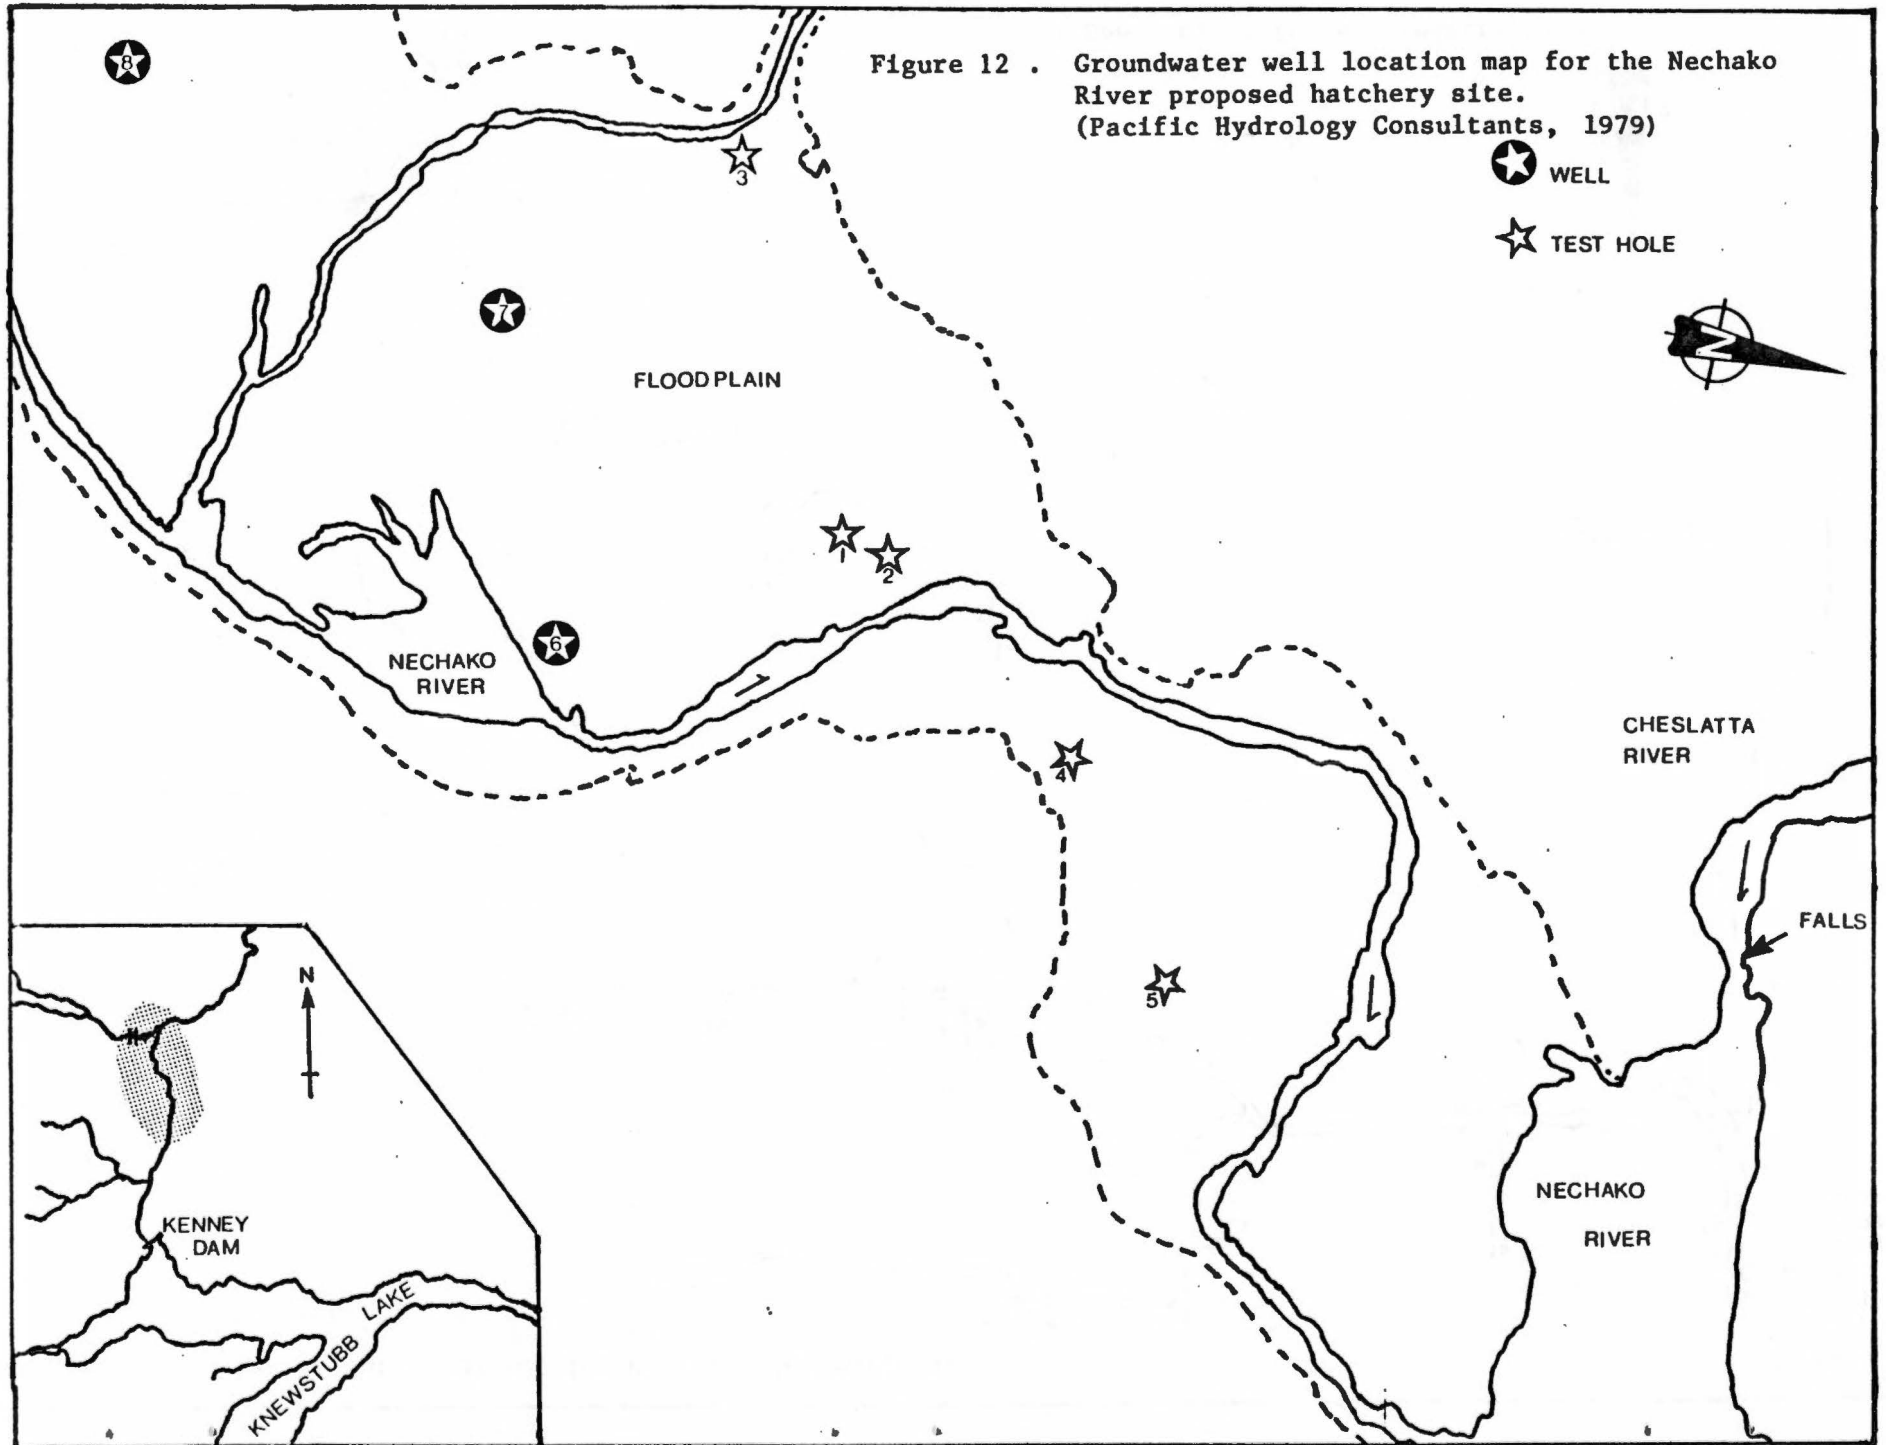 Figure 12 . Groundwater well location map for the Nechako
River proposed hatchery site.
(Pacific Hydrology Consultants, 1979)
WELL
TEST HOLE
N
8
3
7
FLOOD PLAIN
1
2
6
NECHAKO
RIVER
4
5
CHESLATTA
RIVER
FALLS
NECHAKO
RIVER
N
KENNEY
DAM
KNEWSTUBB LAKE